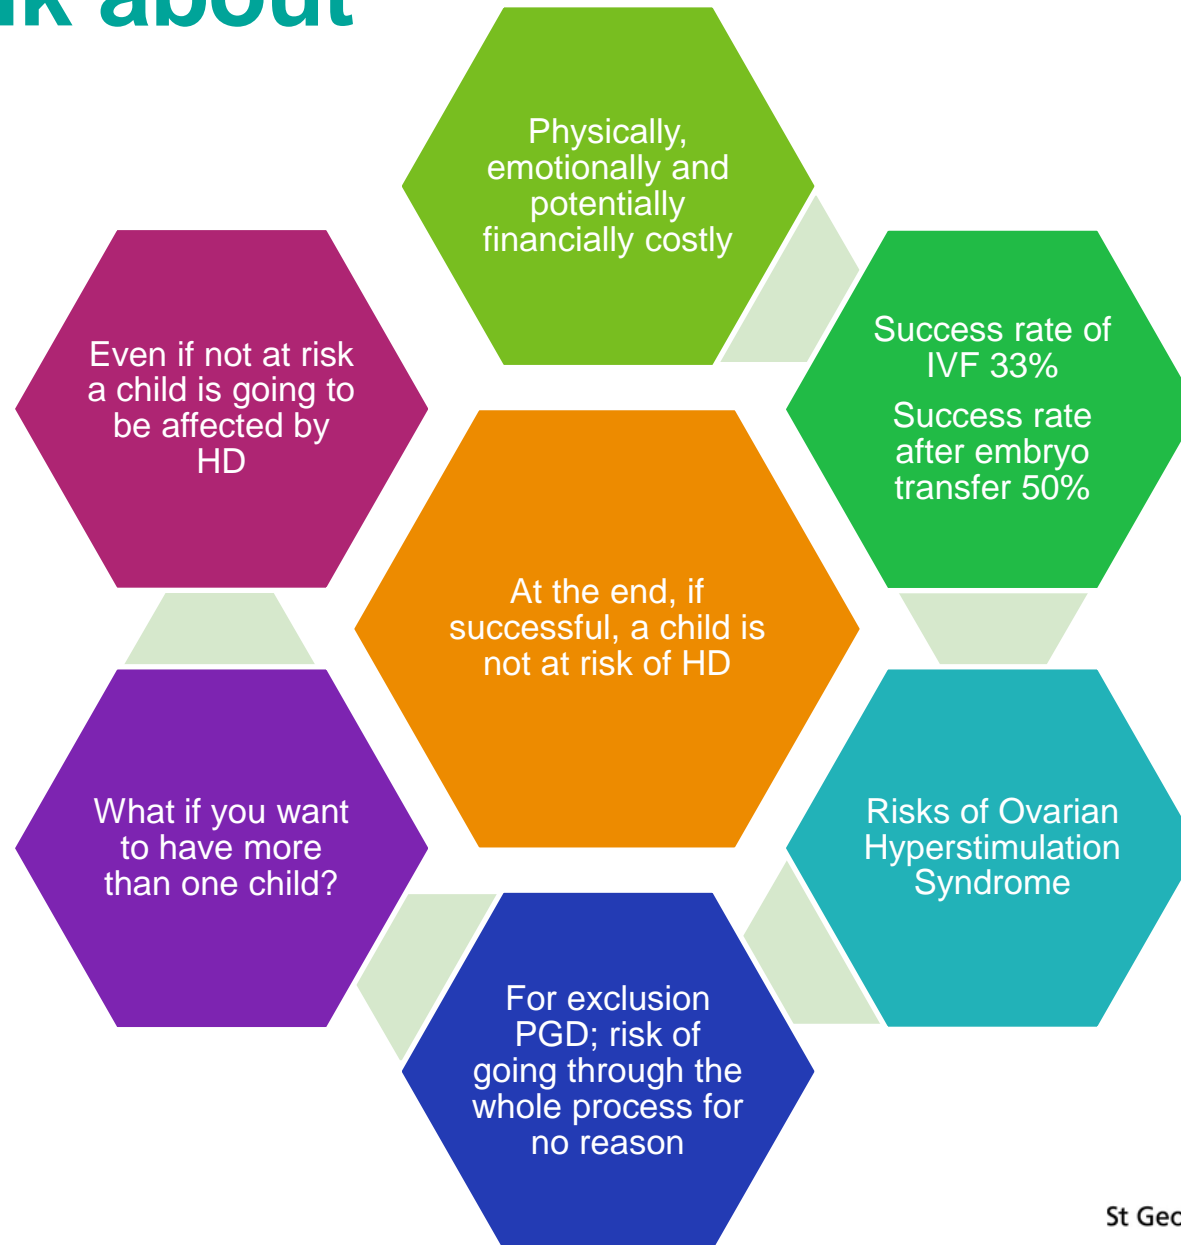 about
Physically,
emotionally and
potentially
financially costly
Success rate of
IVF 33%
Success rate
after embryo
transfer 50%
Risks of Ovarian
Hyperstimulation
Syndrome
For exclusion
PGD; risk of
going through the
whole process for
no reason
What if you want
to have more
than one child?
Even if not at risk
a child is going to
be affected by
HD
At the end, if
successful, a child is
not at risk of HD
St